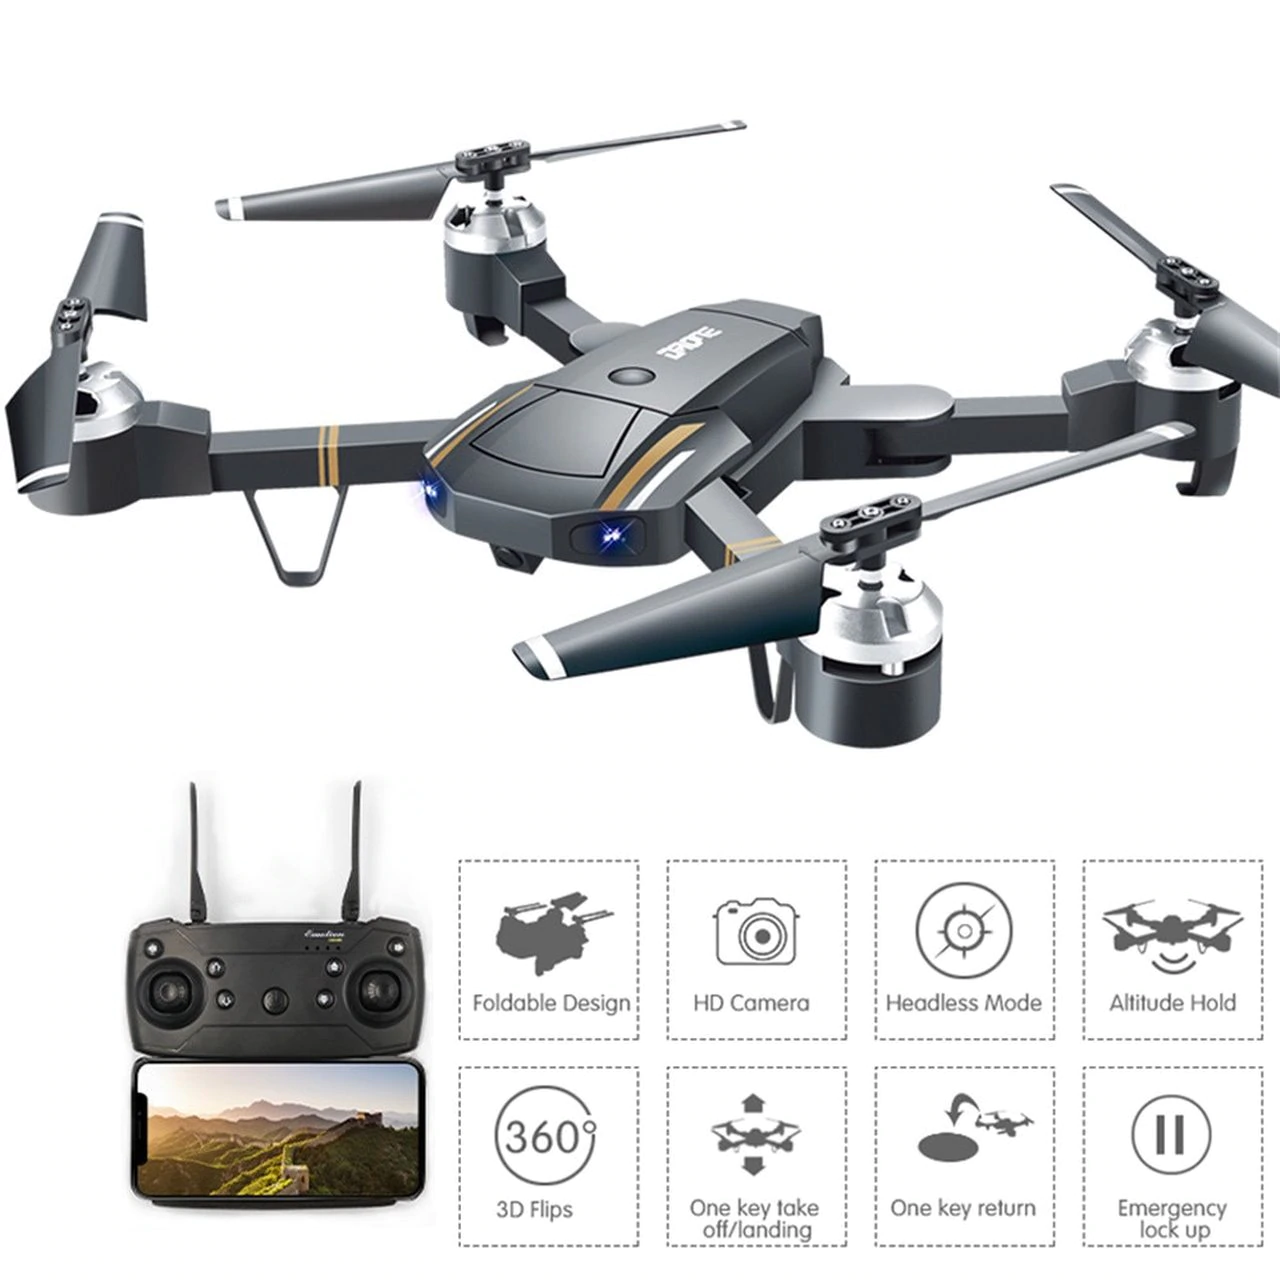 DRONE
Emotion
Foldable Design
HD Camera
Headless Mode
Altitude Hold
360°
3D Flips
One key take
off/landing
One key return
Emergency
lock up